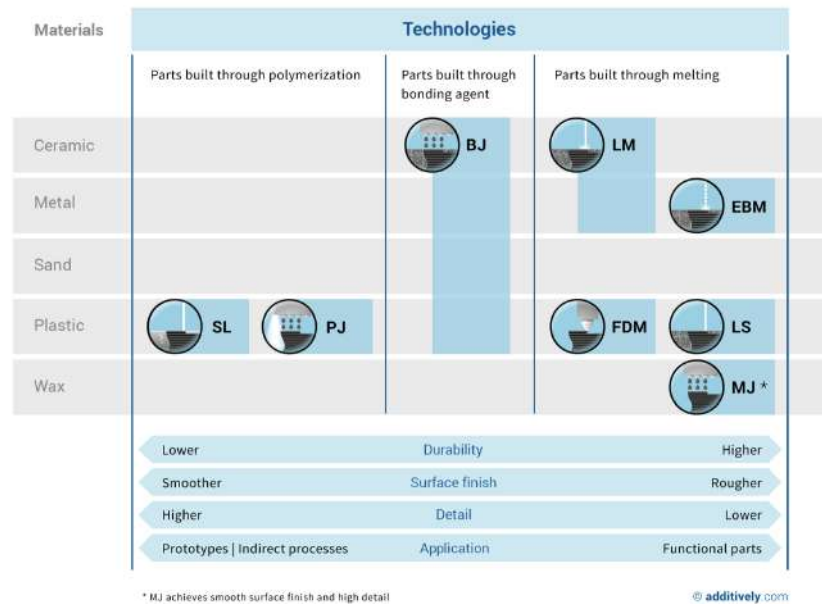 Materials
Technologies
Parts built through polymerization
Parts built through
bonding agent
Parts built through melting
Ceramic
BJ
LM
Metal
EBM
Sand
Plastic
SL
PJ
FDM
LS
Wax
MJ *
Lower Durability Higher
Smoother Surface finish Rougher
Higher Detail Lower
Prototypes | Indirect processes Application Functional parts
* MJ achieves smooth surface finish and high detail
© additively.com